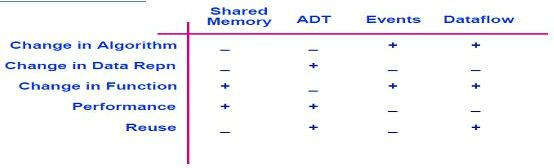 Shared Memory ADT Events Dataflow
Change in Algorithm – – + +
Change in Data Repn – + – –
Change in Function + – + +
Performance + + – –
Reuse – + – +